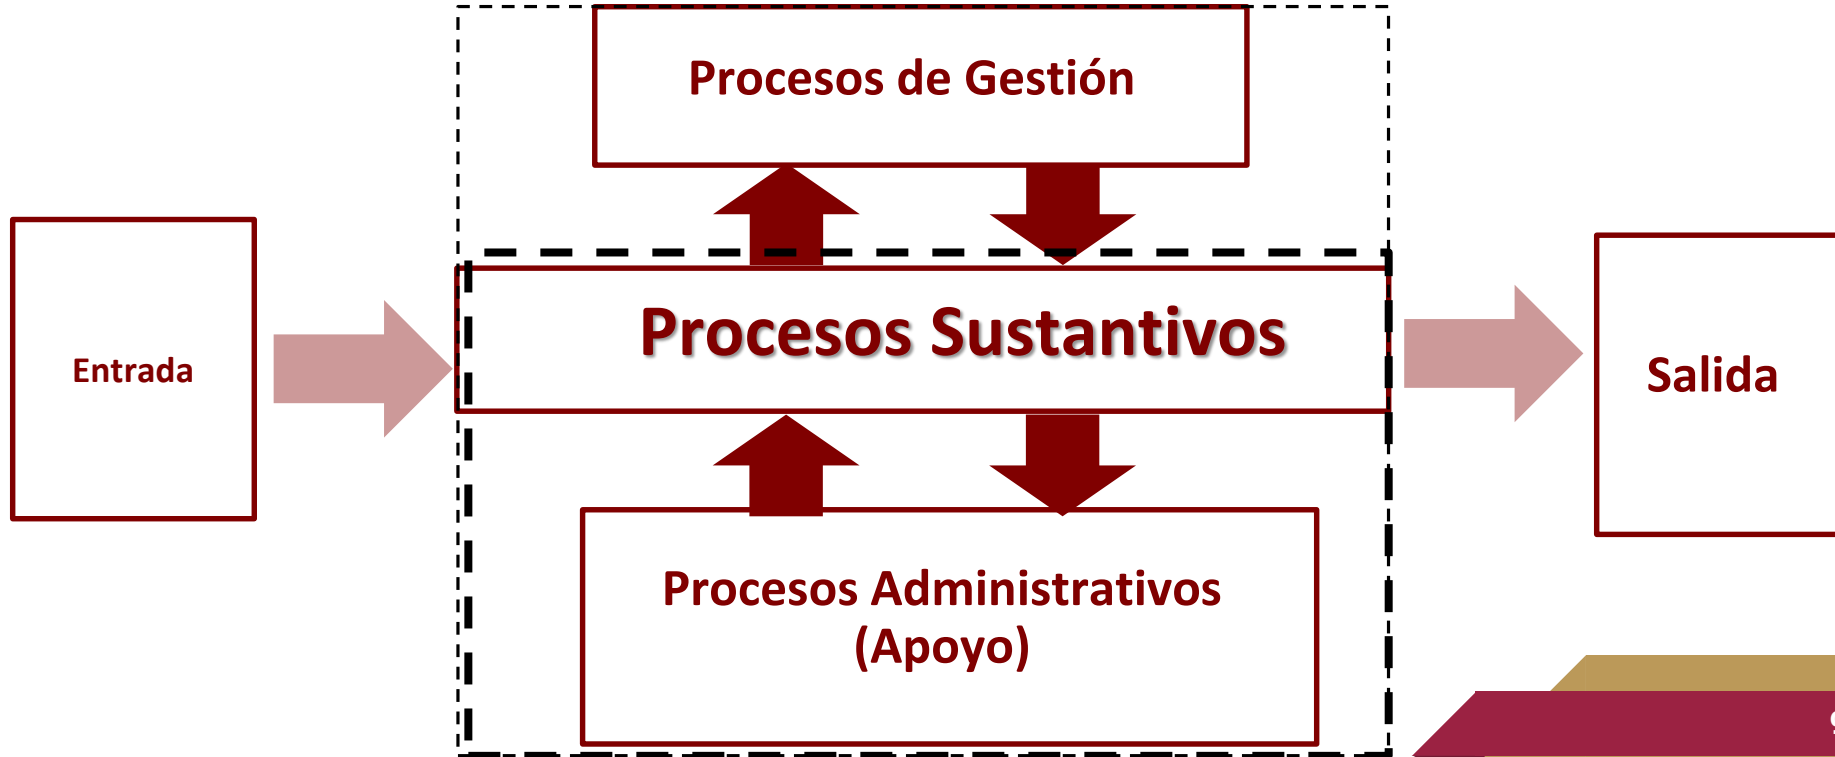 Procesos de Gestión
Procesos Sustantivos
Entrada
Salida
Procesos Administrativos
(Apoyo)